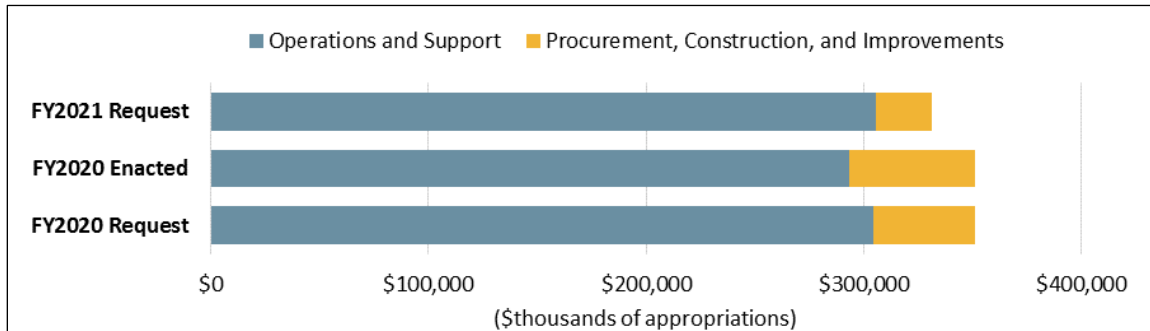 Operations and Support Procurement, Construction, and Improvements
FY2021 Request
FY2020 Enacted
FY2020 Request
$0 $100,000 $200,000 $300,000 $400,000
($thousands of appropriations)